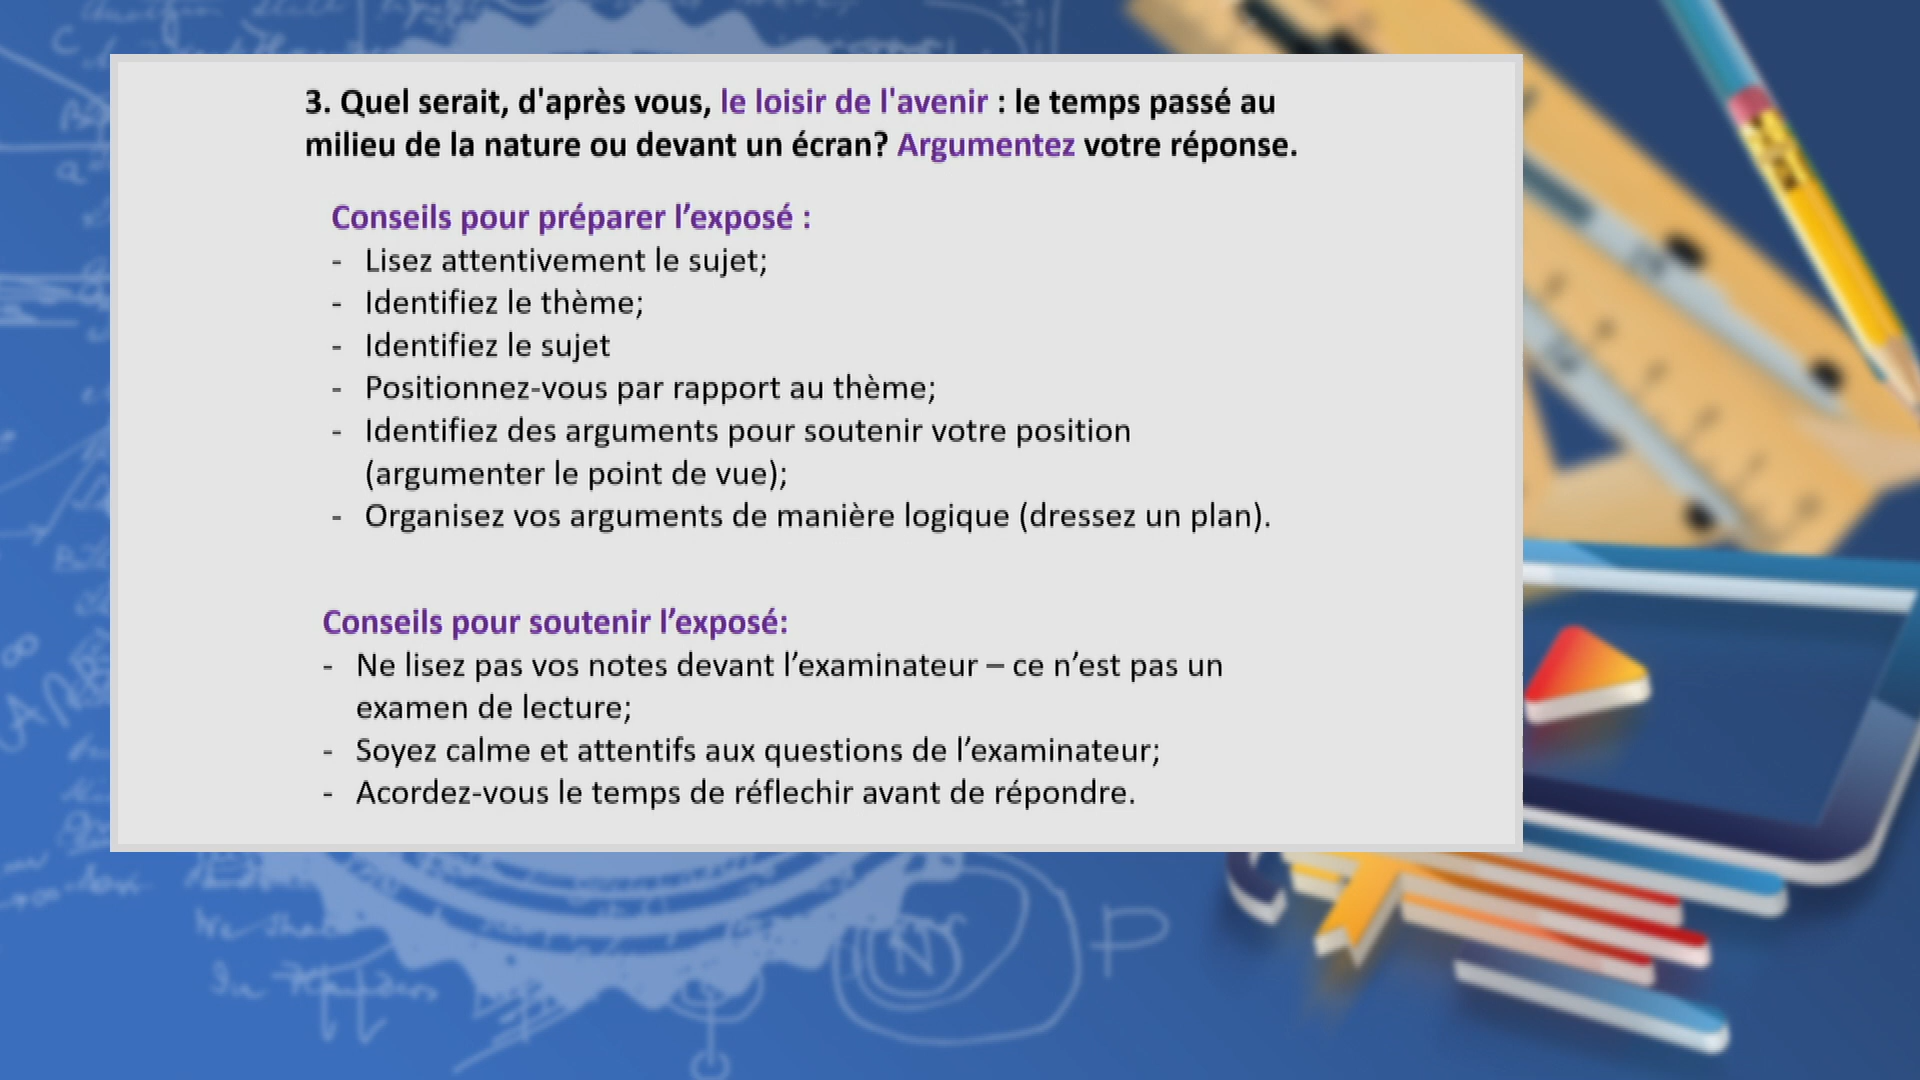 3. Quel serait, d'après vous, le loisir de l'avenir : le temps passé au
milieu de la nature ou devant un écran? Argumentez votre réponse.
Conseils pour préparer l’exposé :
- Lisez attentivement le sujet;
- Identifiez le thème;
- Identifiez le sujet
- Positionnez-vous par rapport au thème;
- Identifiez des arguments pour soutenir votre position
(argumenter le point de vue);
- Organisez vos arguments de manière logique (dressez un plan).
Conseils pour soutenir l’exposé:
- Ne lisez pas vos notes devant l’examinateur – ce n’est pas un
examen de lecture;
- Soyez calme et attentifs aux questions de l’examinateur;
- Acordez-vous le temps de réflechir avant de répondre.
We shall
P